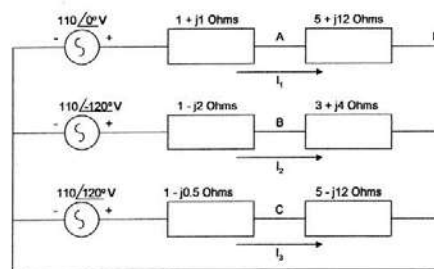 110/0° V 1 + j1 Ohms 5 + j12 Ohms
- + A
I₁
110/-120° V 1 - j2 Ohms 3 + j4 Ohms
- + B
I₂
110/120° V 1 - j0.5 Ohms 5 - j12 Ohms
- + C
I₃